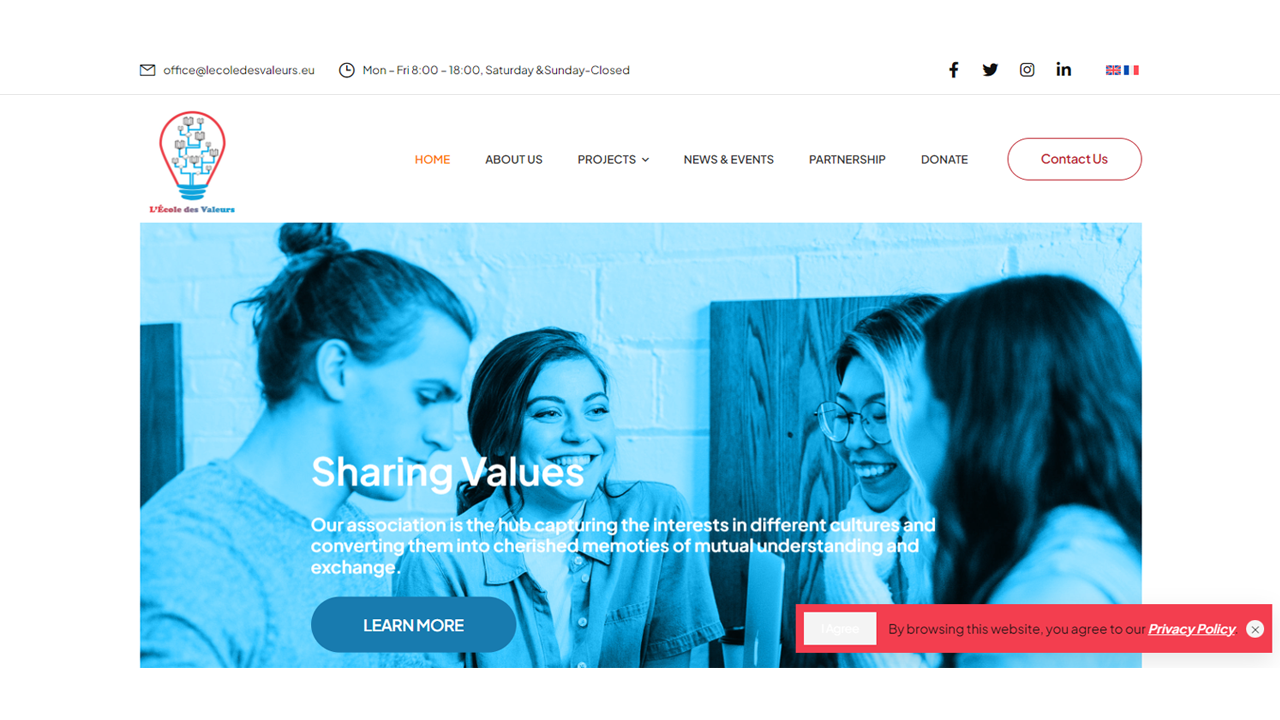 office@lecoledesvaleurs.eu
Mon – Fri 8:00 – 18:00, Saturday &Sunday-Closed
L'École des Valeurs
HOME
ABOUT US
PROJECTS
NEWS & EVENTS
PARTNERSHIP
DONATE
Contact Us
Sharing Values
Our association is the hub capturing the interests in different cultures and
converting them into cherished memoties of mutual understanding and
exchange.
LEARN MORE
I Agree
By browsing this website, you agree to our Privacy Policy.